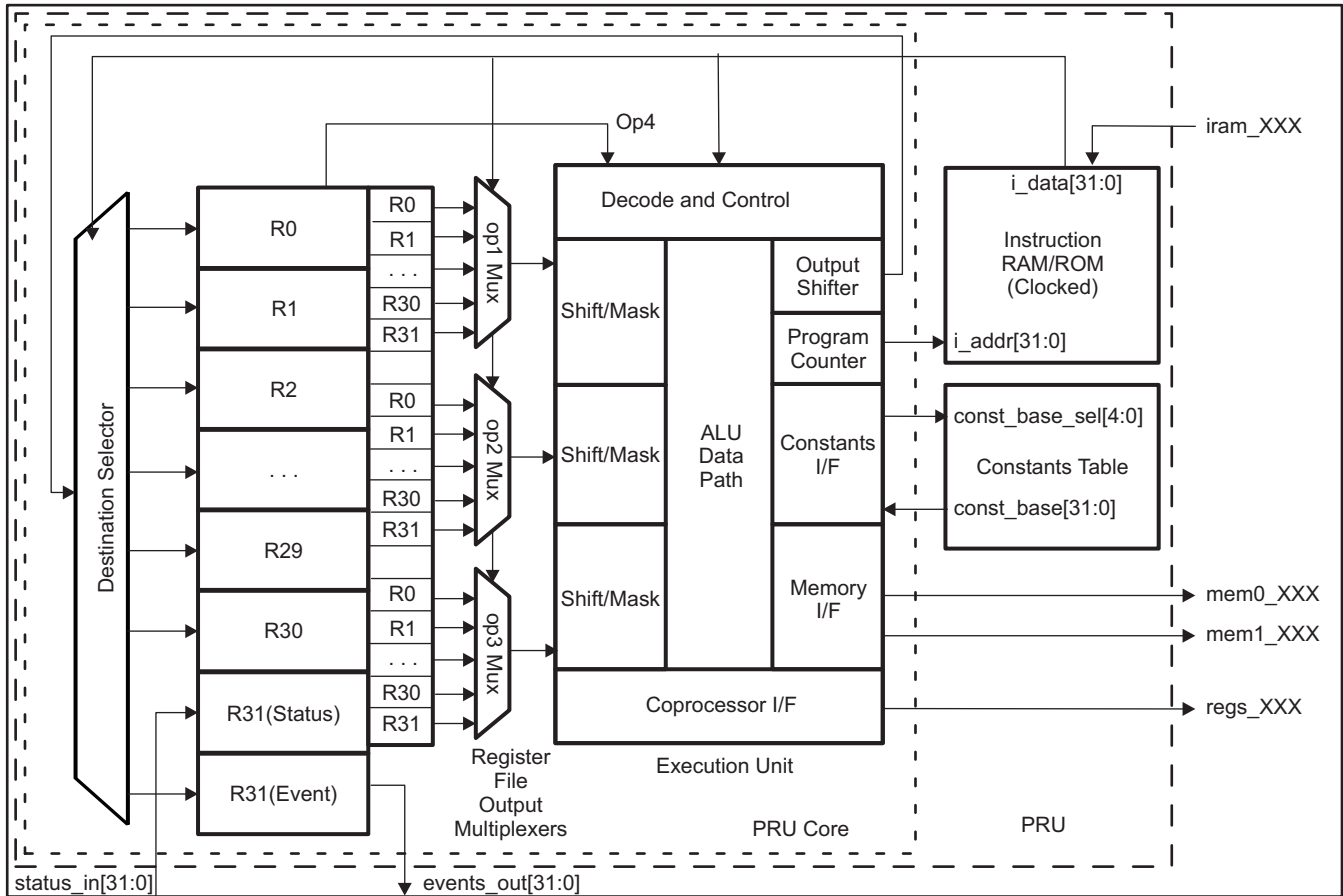 Op4
iram_XXX
Destination Selector
R0
R1
R2
. . .
R29
R30
R31(Status)
R31(Event)
R0
R1
. . .
R30
R31
R0
R1
. . .
R30
R31
R0
R1
. . .
R30
R31
op1 Mux
op2 Mux
op3 Mux
Register
File
Output
Multiplexers
Decode and Control
Shift/Mask
Shift/Mask
Shift/Mask
ALU
Data
Path
Output
Shifter
Program
Counter
Constants
I/F
Memory
I/F
Coprocessor I/F
Execution Unit
PRU Core
i_data[31:0]
Instruction
RAM/ROM
(Clocked)
i_addr[31:0]
const_base_sel[4:0]
Constants Table
const_base[31:0]
PRU
mem0_XXX
mem1_XXX
regs_XXX
status_in[31:0]
events_out[31:0]